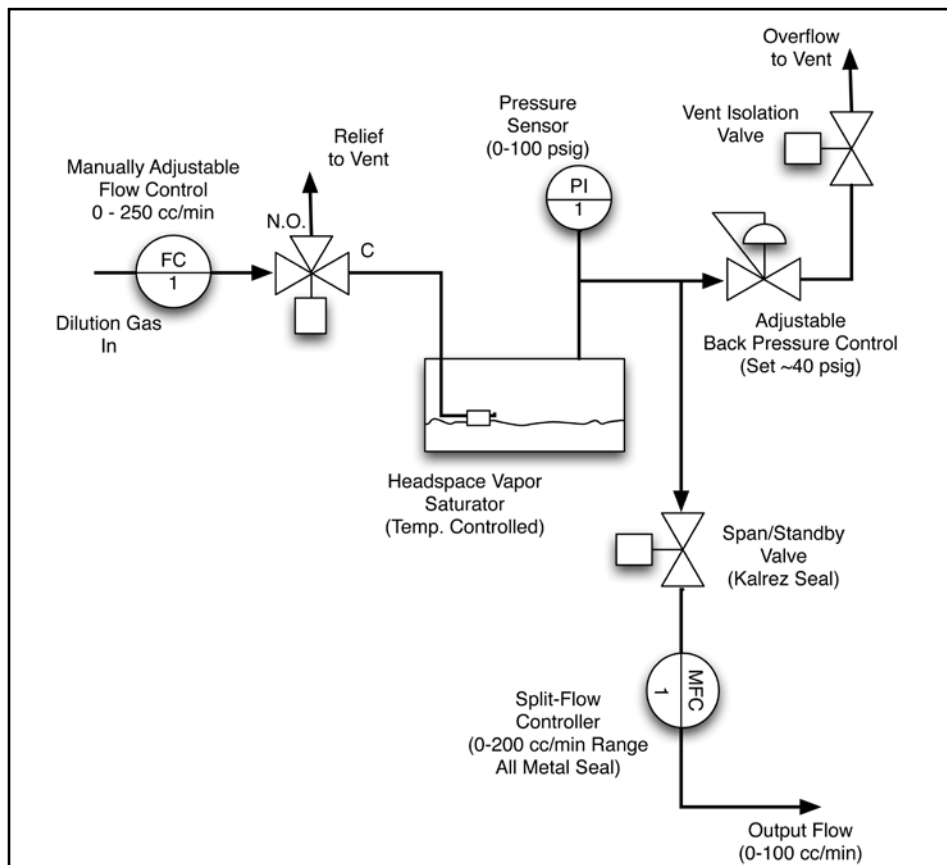 Overflow
to Vent
Vent Isolation
Valve
Pressure
Sensor
(0-100 psig)
PI
1
Relief
to Vent
Manually Adjustable
Flow Control
0 - 250 cc/min
N.O.
C
FC
1
Dilution Gas
In
Adjustable
Back Pressure Control
(Set ~40 psig)
Headspace Vapor
Saturator
(Temp. Controlled)
Span/Standby
Valve
(Kalrez Seal)
MFC
1
Split-Flow
Controller
(0-200 cc/min Range
All Metal Seal)
Output Flow
(0-100 cc/min)